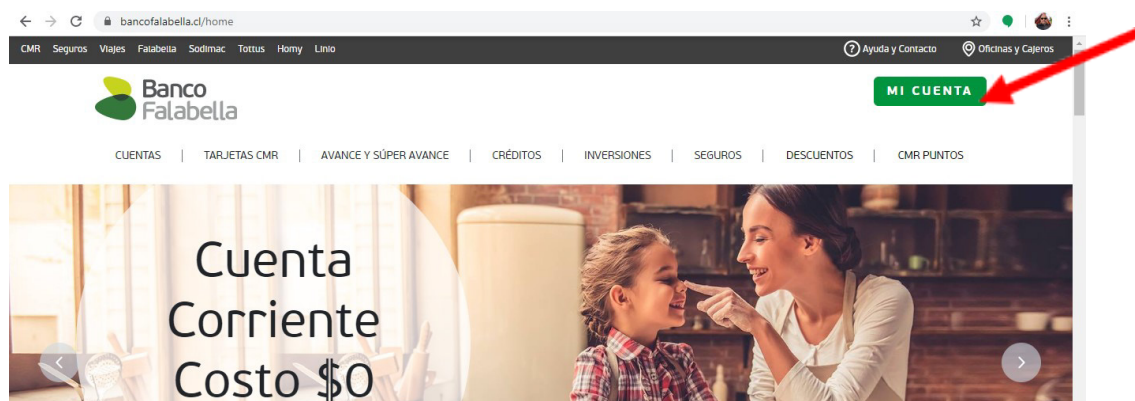 bancofalabella.cl/home
CMR Seguros Viajes Falabella Sodimac Tottus Homy Linio
Ayuda y Contacto
Oficinas y Cajeros
Banco
Falabella
MI CUENTA
CUENTAS | TARJETAS CMR | AVANCE Y SÚPER AVANCE | CRÉDITOS | INVERSIONES | SEGUROS | DESCUENTOS | CMR PUNTOS
Cuenta
Corriente
Costo $0